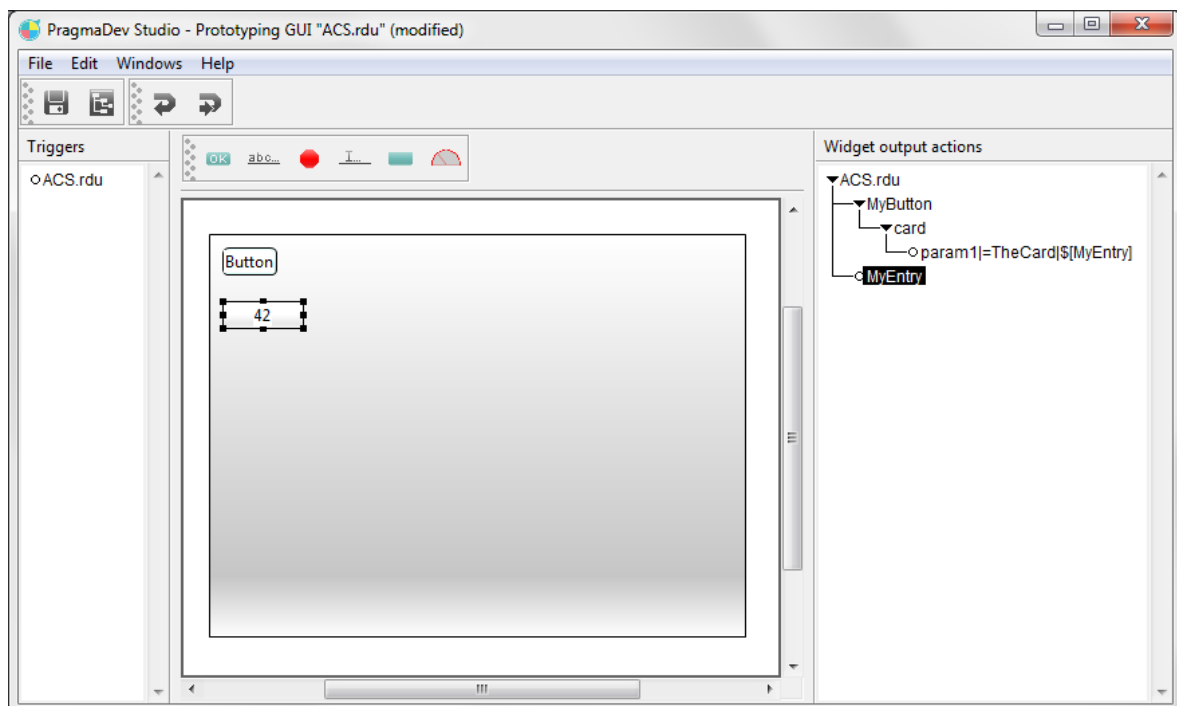 PragmaDev Studio - Prototyping GUI "ACS.rdu" (modified)
File Edit Windows Help
Triggers
ACS.rdu
OK abc... I...
Button
42
Widget output actions
ACS.rdu
MyButton
card
param1|=TheCard|$[MyEntry]
MyEntry